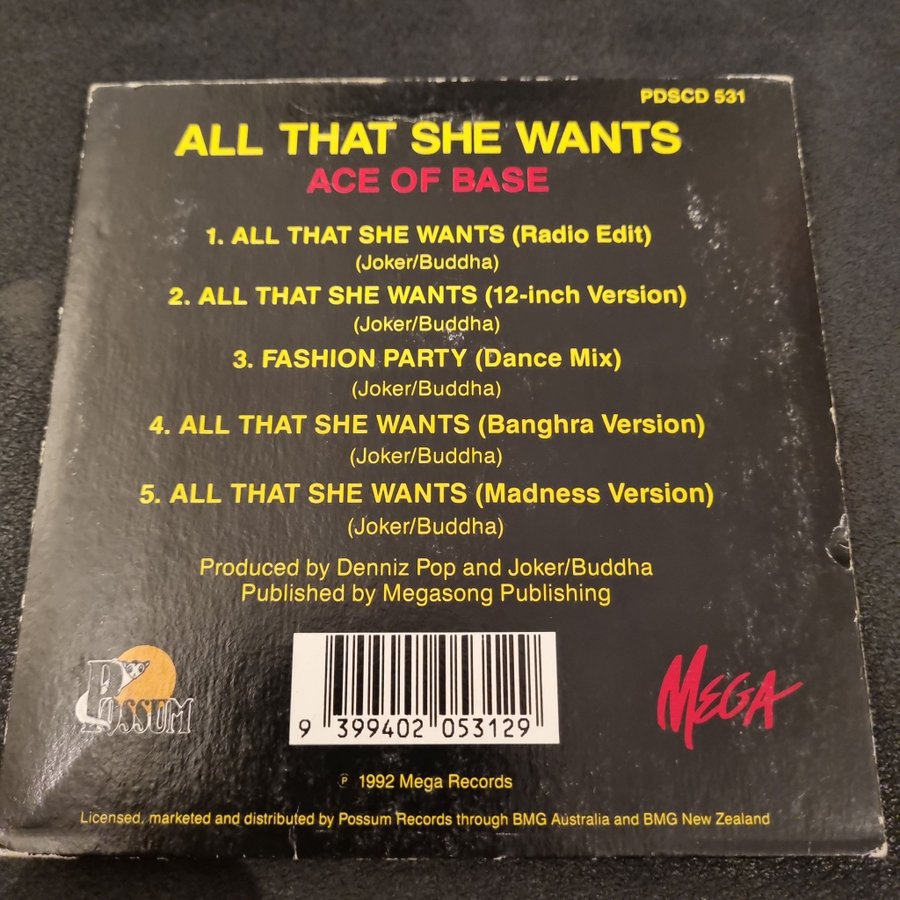 PDSCD 531
ALL THAT SHE WANTS
ACE OF BASE
1. ALL THAT SHE WANTS (Radio Edit)
(Joker/Buddha)
2. ALL THAT SHE WANTS (12-inch Version)
(Joker/Buddha)
3. FASHION PARTY (Dance Mix)
(Joker/Buddha)
4. ALL THAT SHE WANTS (Banghra Version)
(Joker/Buddha)
5. ALL THAT SHE WANTS (Madness Version)
(Joker/Buddha)
Produced by Denniz Pop and Joker/Buddha
Published by Megasong Publishing
POSSUM
9 399402 053129
MEGA
℗ 1992 Mega Records
Licensed, marketed and distributed by Possum Records through BMG Australia and BMG New Zealand